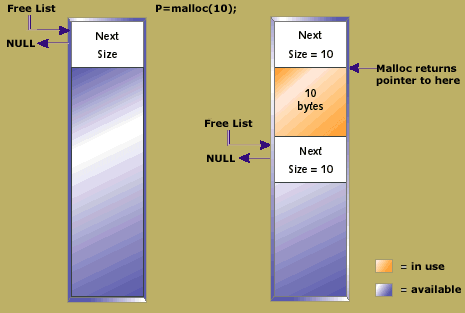 Free List
NULL
Next
Size
P=malloc(10);
Next
Size = 10
Malloc returns
pointer to here
10
bytes
Free List
NULL
Next
Size = 10
= in use
= available